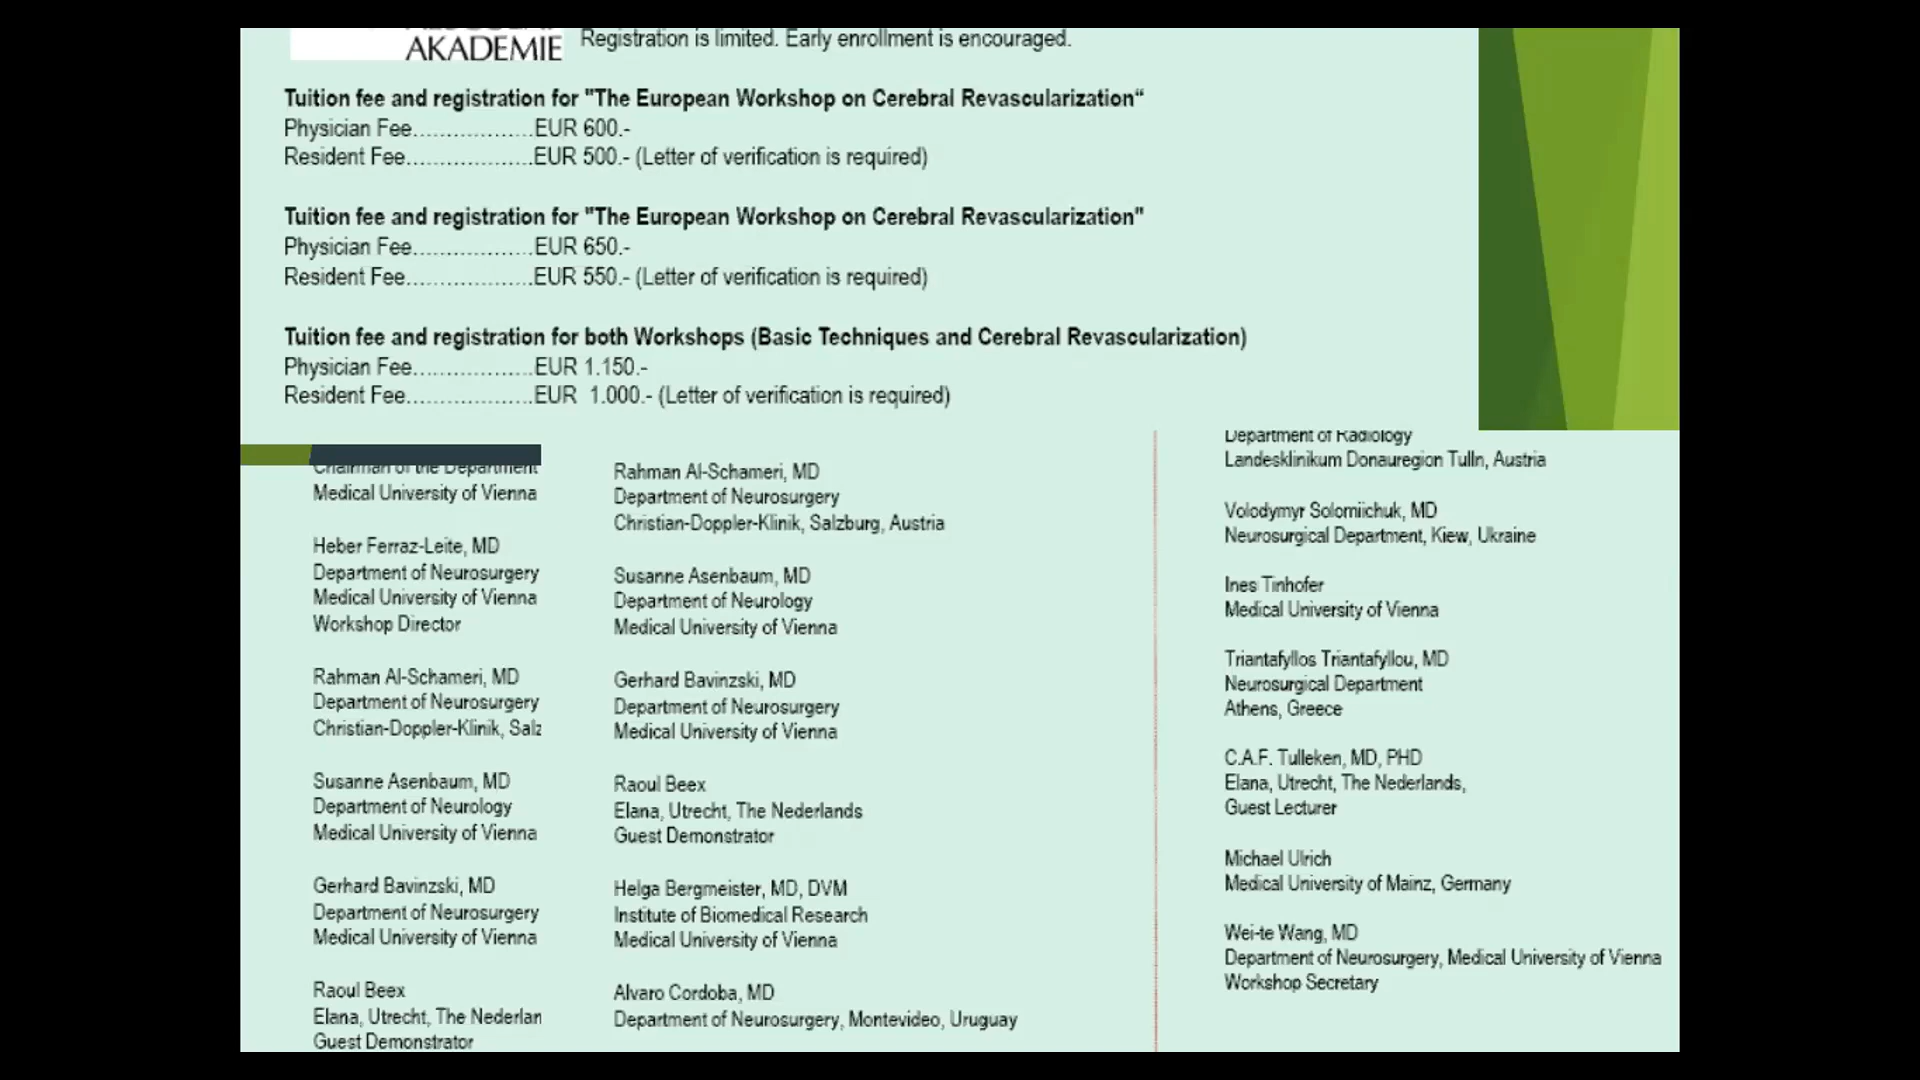 AKADEMIE
Registration is limited. Early enrollment is encouraged.
Tuition fee and registration for "The European Workshop on Cerebral Revascularization“
Physician Fee..................EUR 600.-
Resident Fee...................EUR 500.- (Letter of verification is required)
Tuition fee and registration for "The European Workshop on Cerebral Revascularization"
Physician Fee..................EUR 650.-
Resident Fee...................EUR 550.- (Letter of verification is required)
Tuition fee and registration for both Workshops (Basic Techniques and Cerebral Revascularization)
Physician Fee..................EUR 1.150.-
Resident Fee...................EUR 1.000.- (Letter of verification is required)
Chairman of the Department
Medical University of Vienna
Heber Ferraz-Leite, MD
Department of Neurosurgery
Medical University of Vienna
Workshop Director
Rahman Al-Schameri, MD
Department of Neurosurgery
Christian-Doppler-Klinik, Salz
Susanne Asenbaum, MD
Department of Neurology
Medical University of Vienna
Gerhard Bavinzski, MD
Department of Neurosurgery
Medical University of Vienna
Raoul Beex
Elana, Utrecht, The Nederlan
Guest Demonstrator
Rahman Al-Schameri, MD
Department of Neurosurgery
Christian-Doppler-Klinik, Salzburg, Austria
Susanne Asenbaum, MD
Department of Neurology
Medical University of Vienna
Gerhard Bavinzski, MD
Department of Neurosurgery
Medical University of Vienna
Raoul Beex
Elana, Utrecht, The Nederlands
Guest Demonstrator
Helga Bergmeister, MD, DVM
Institute of Biomedical Research
Medical University of Vienna
Alvaro Cordoba, MD
Department of Neurosurgery, Montevideo, Uruguay
Department of Radiology
Landesklinikum Donauregion Tulln, Austria
Volodymyr Solomiichuk, MD
Neurosurgical Department, Kiew, Ukraine
Ines Tinhofer
Medical University of Vienna
Triantafyllos Triantafyllou, MD
Neurosurgical Department
Athens, Greece
C.A.F. Tulleken, MD, PHD
Elana, Utrecht, The Nederlands,
Guest Lecturer
Michael Ulrich
Medical University of Mainz, Germany
Wei-te Wang, MD
Department of Neurosurgery, Medical University of Vienna
Workshop Secretary